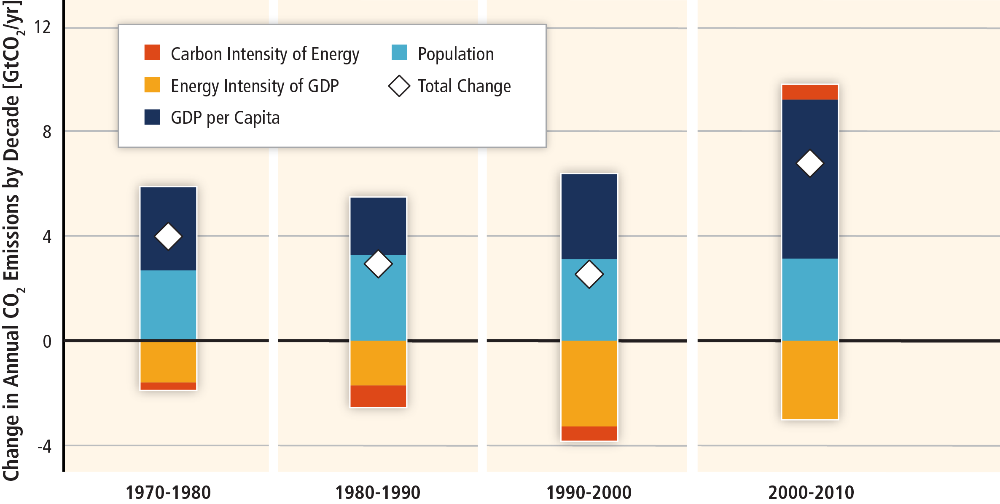 Change in Annual CO2 Emissions by Decade [GtCO2/yr]
12
8
4
0
-4
Carbon Intensity of Energy
Energy Intensity of GDP
GDP per Capita
Population
Total Change
1970-1980
1980-1990
1990-2000
2000-2010